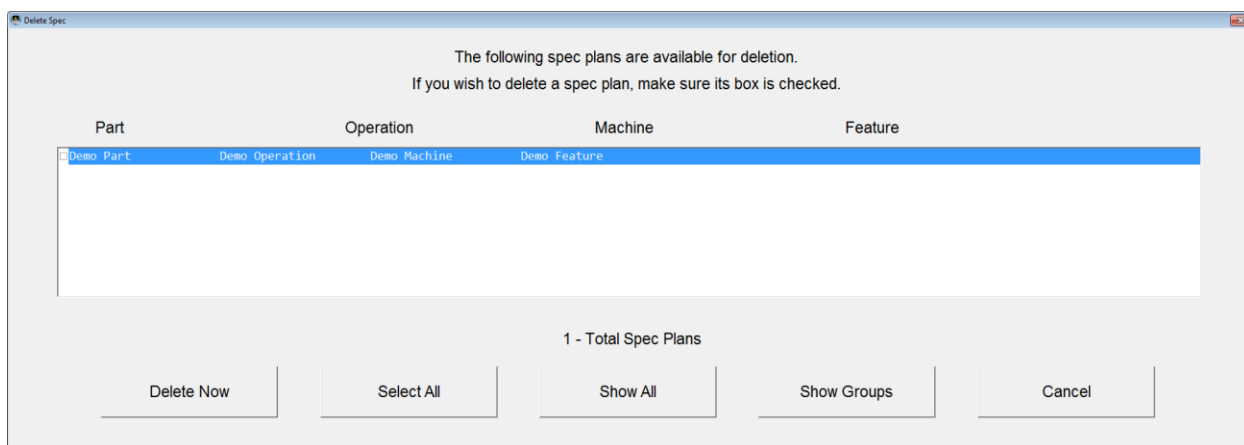 Delete Spec
The following spec plans are available for deletion.
If you wish to delete a spec plan, make sure its box is checked.
Part Operation Machine Feature
Demo Part Demo Operation Demo Machine Demo Feature
1 - Total Spec Plans
Delete Now Select All Show All Show Groups Cancel